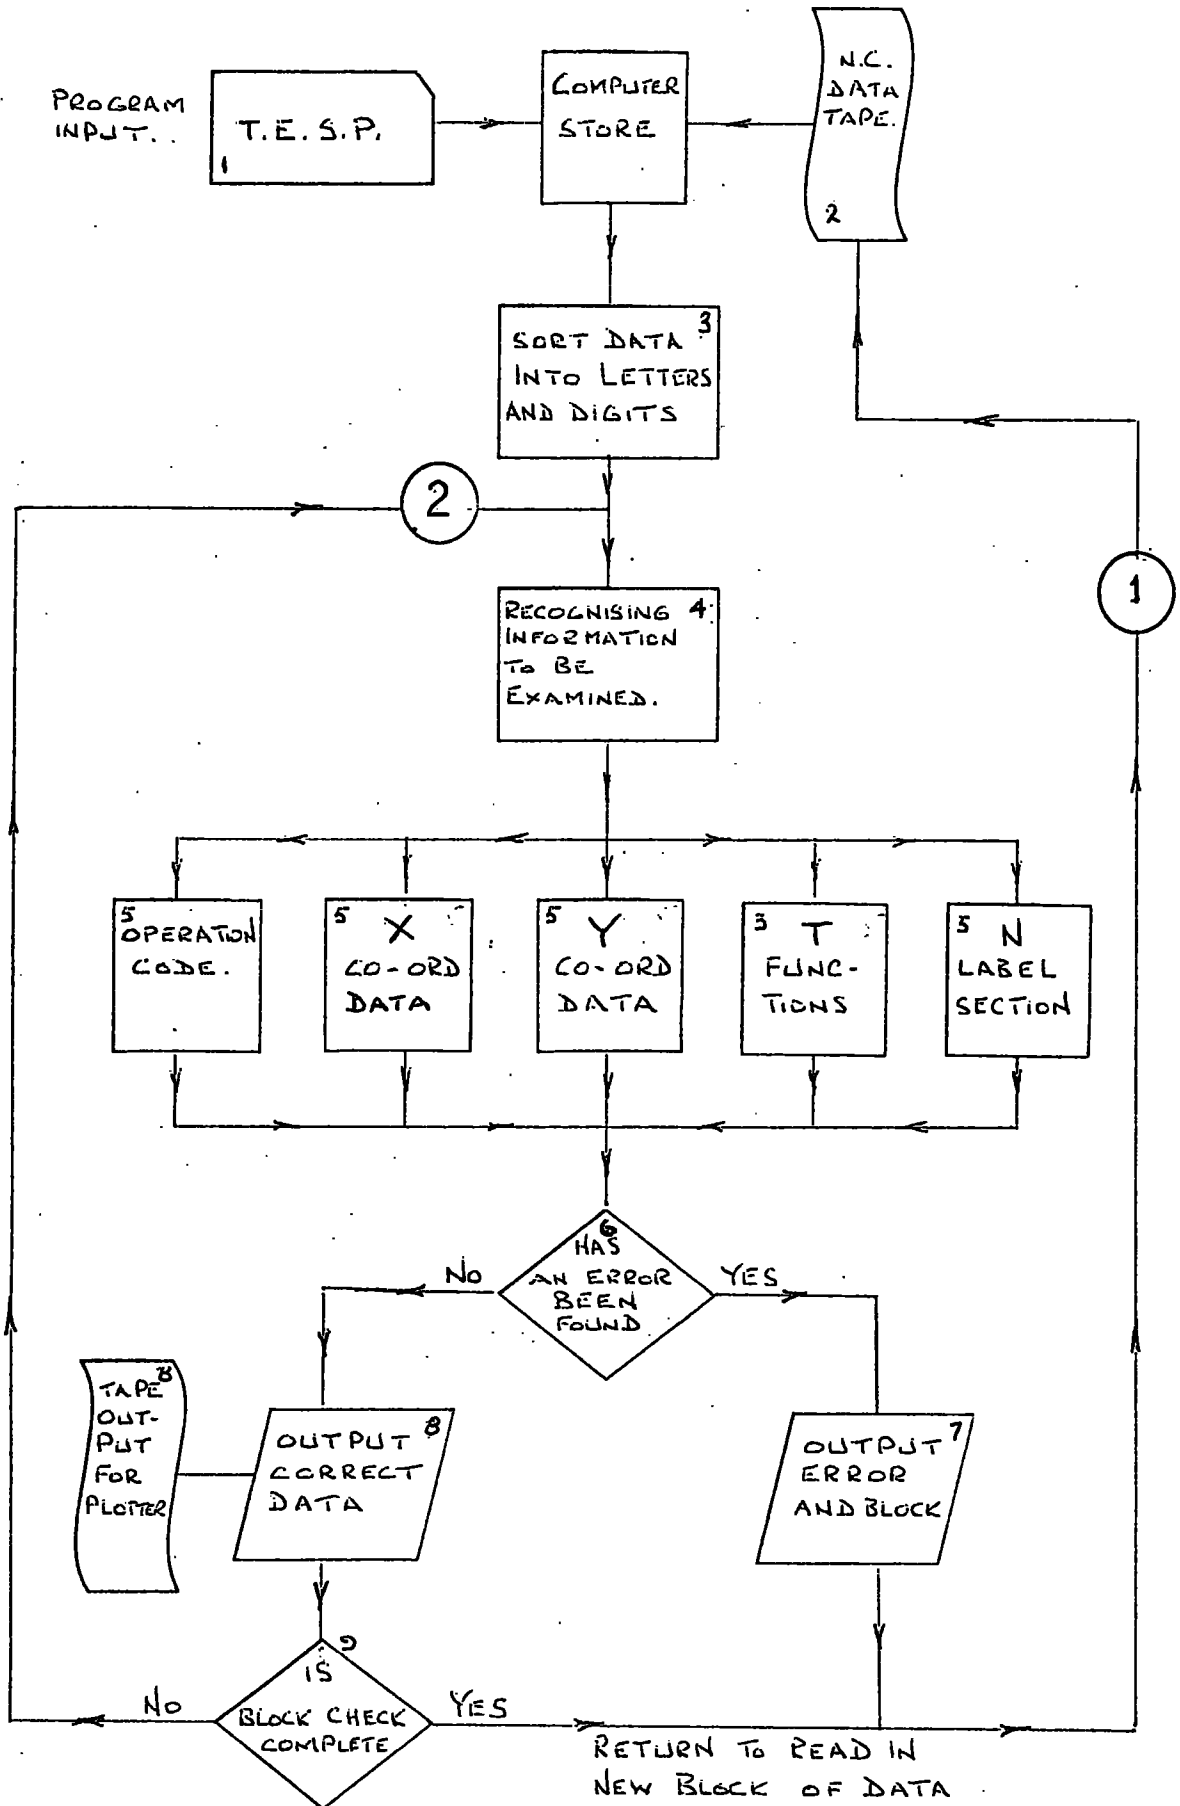 PROGRAM
INPUT..
T.E.S.P.
1
COMPUTER
STORE
N.C.
DATA
TAPE.
2
3
SORT DATA
INTO LETTERS
AND DIGITS
2
1
RECOGNISING 4
INFORMATION
TO BE
EXAMINED.
5
OPERATION
CODE.
5 X
CO-ORD
DATA
5 Y
CO-ORD
DATA
3 T
FUNC-
TIONS
5 N
LABEL
SECTION
6
HAS
AN ERROR
BEEN
FOUND
NO
YES
8
TAPE
OUT-
PUT
FOR
PLOTTER
OUTPUT 8
CORRECT
DATA
OUTPUT 7
ERROR
AND BLOCK
9
IS
BLOCK CHECK
COMPLETE
NO
YES
RETURN TO READ IN
NEW BLOCK OF DATA